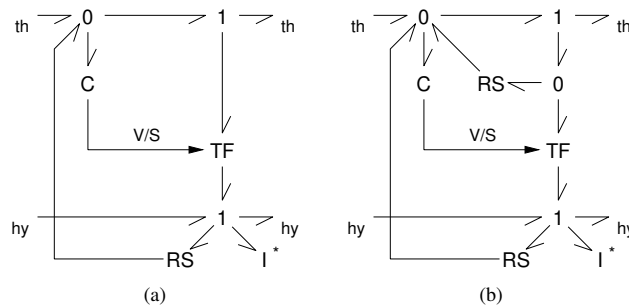 th 0 1 th
C
V/S
TF
hy 1 hy
RS I *
(a)
th 0 1 th
C RS 0
V/S
TF
hy 1 hy
RS I *
(b)